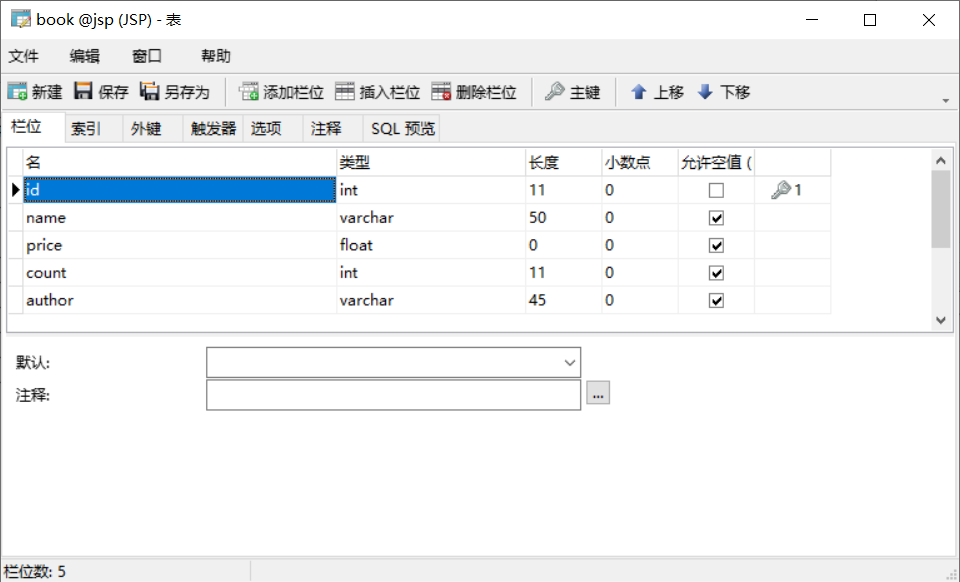 book @jsp (JSP) - 表
文件 编辑 窗口 帮助
新建 保存 另存为 添加栏位 插入栏位 删除栏位 主键 上移 下移
栏位 索引 外键 触发器 选项 注释 SQL 预览
名 类型 长度 小数点 允许空值 (
id int 11 0 1
name varchar 50 0
price float 0 0
count int 11 0
author varchar 45 0
默认:
注释:
...
栏位数: 5